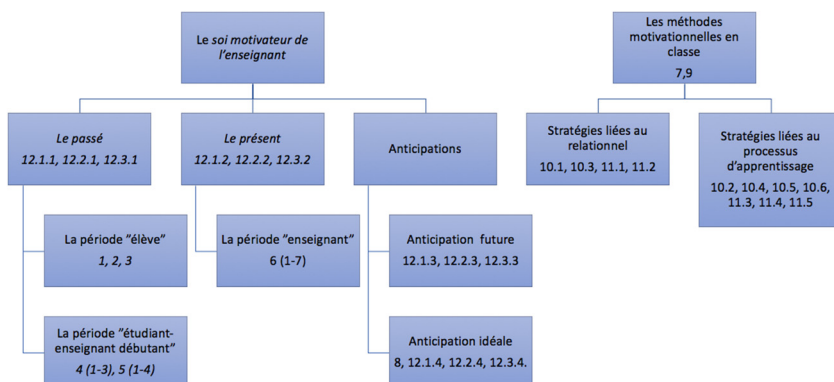 Le soi motivateur de
l'enseignant
Les méthodes
motivationnelles en
classe
7,9
Le passé
12.1.1, 12.2.1, 12.3.1
Le présent
12.1.2, 12.2.2, 12.3.2
Anticipations
Stratégies liées au
relationnel
10.1, 10.3, 11.1, 11.2
Stratégies liées au
processus
d'apprentissage
10.2, 10.4, 10.5, 10.6,
11.3, 11.4, 11.5
La période "élève"
1, 2, 3
La période "enseignant"
6 (1-7)
Anticipation future
12.1.3, 12.2.3, 12.3.3
La période "étudiant-
enseignant débutant"
4 (1-3), 5 (1-4)
Anticipation idéale
8, 12.1.4, 12.2.4, 12.3.4.